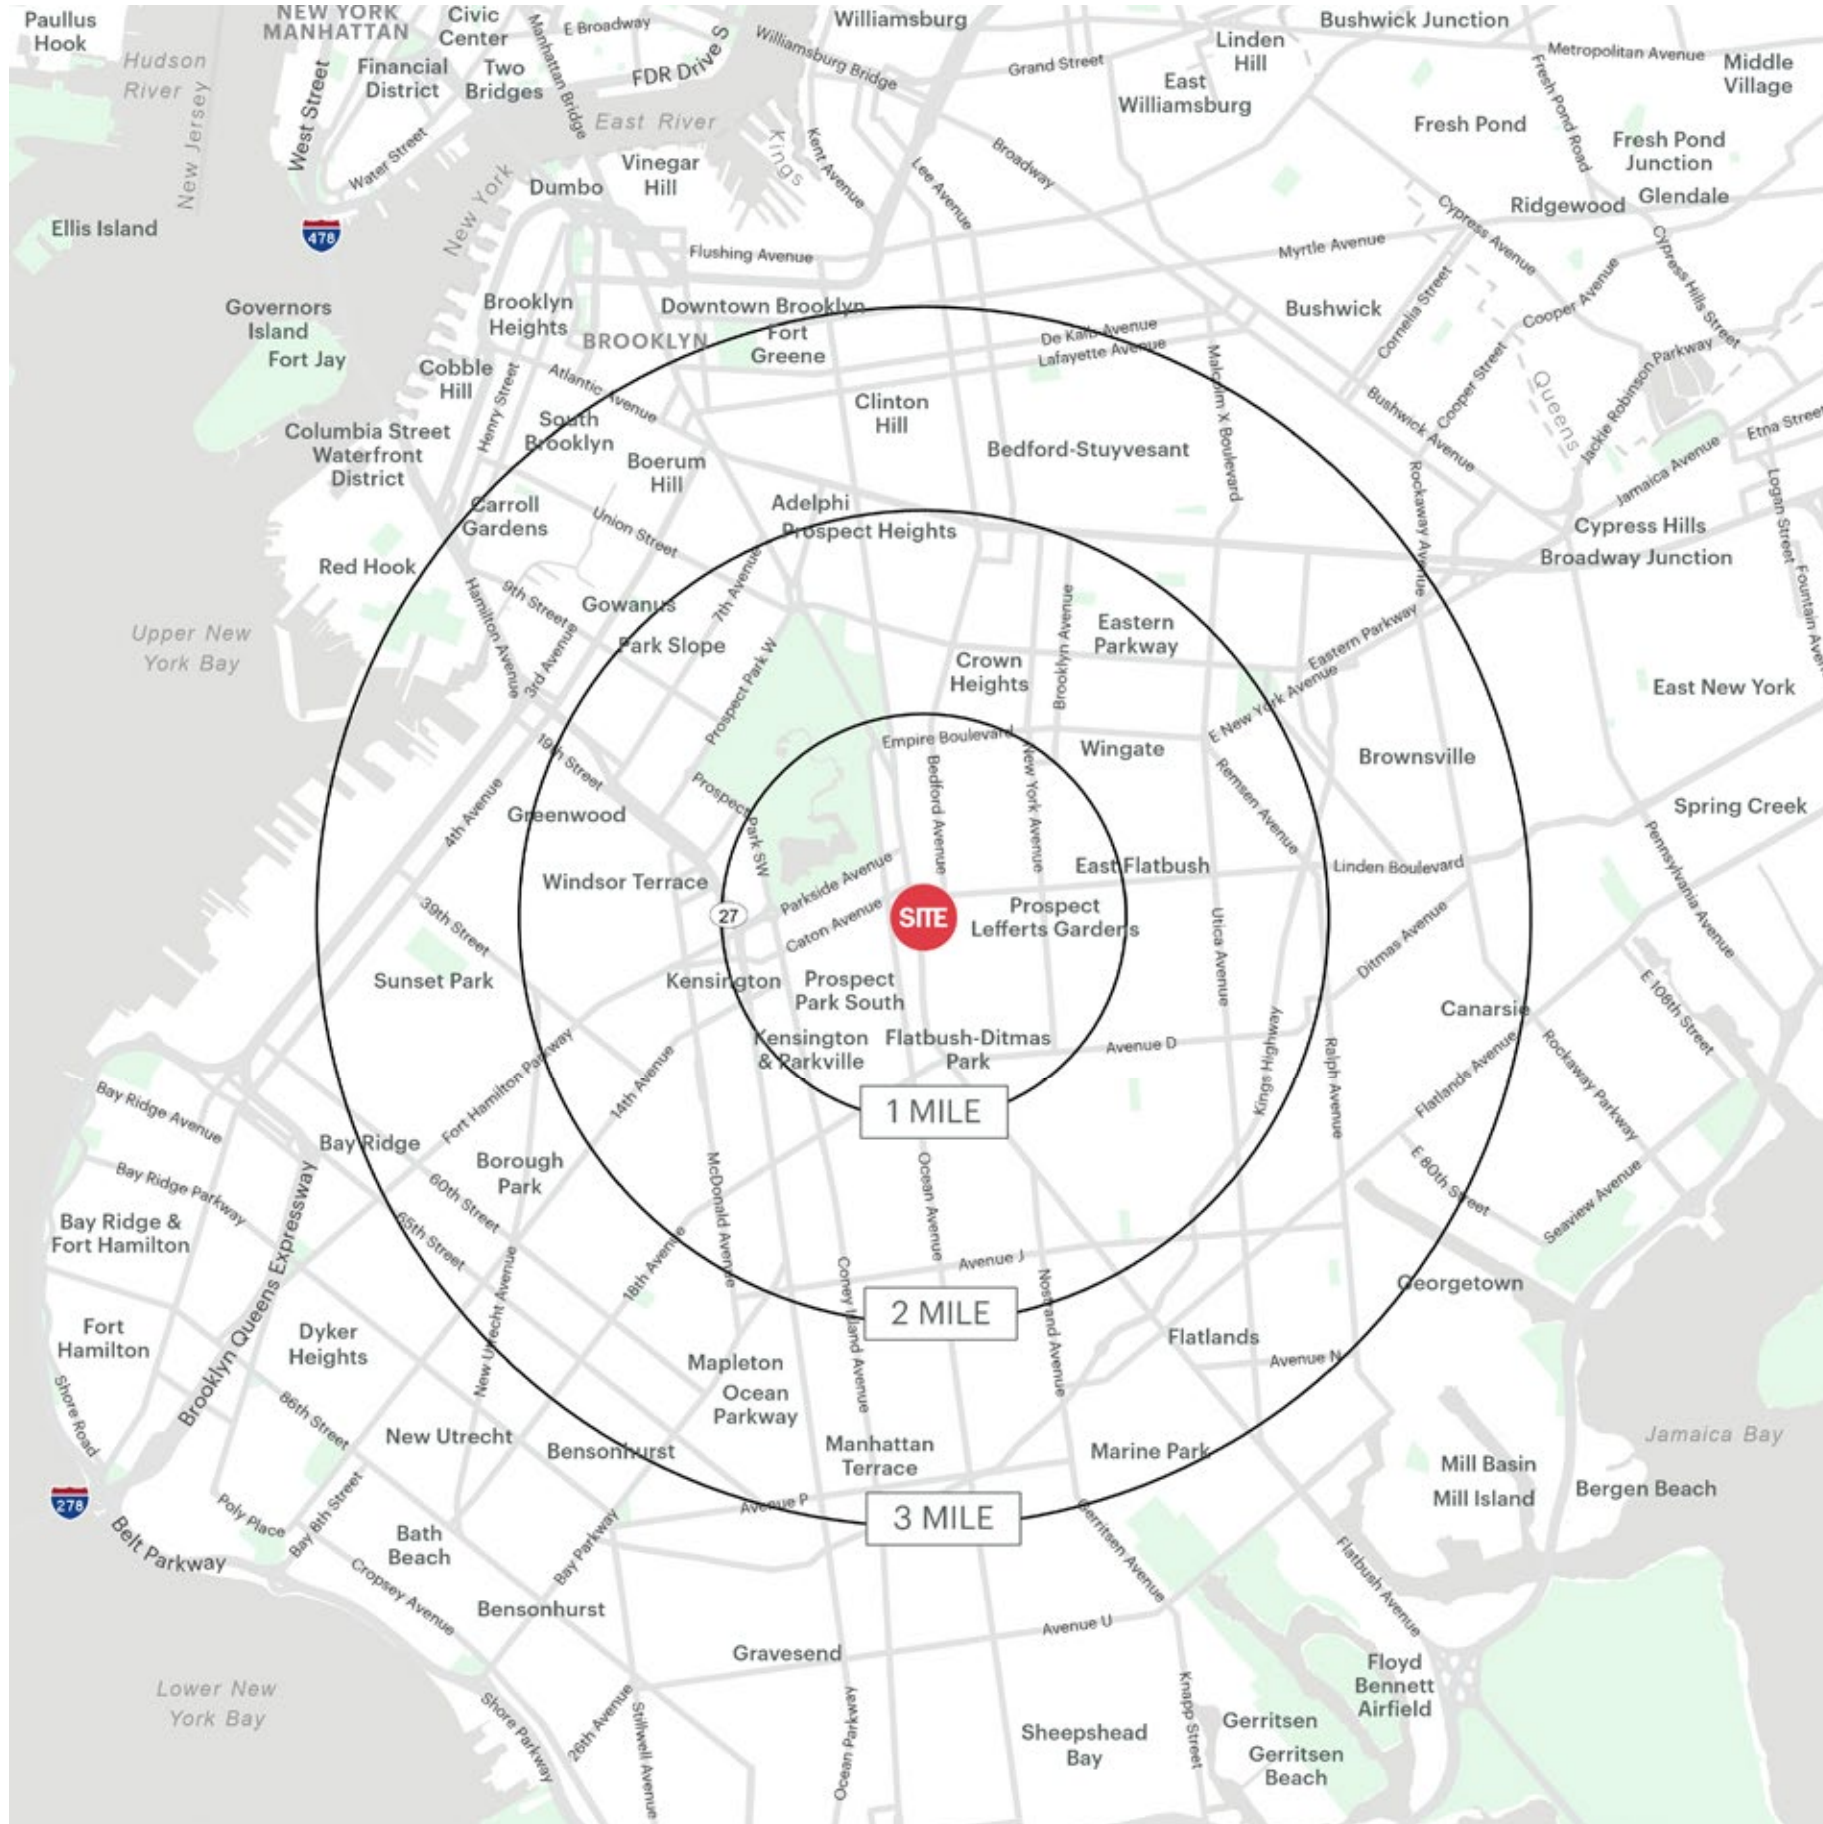 Paullus
Hook
NEW YORK
MANHATTAN
Civic
Center
E Broadway
Williamsburg
Bushwick Junction
Hudson
River
Financial
District
Two
Bridges
Manhattan Bridge
FDR Drive S
Williamsburg Bridge
Grand Street
Linden
Hill
Metropolitan Avenue
Middle
Village
New Jersey
West Street
Water Street
East River
Kings
Kent Avenue
Lee Avenue
Broadway
East
Williamsburg
Fresh Pond
Fresh Pond Road
Fresh Pond
Junction
Ellis Island
478
New York
Dumbo
Vinegar
Hill
Flushing Avenue
Myrtle Avenue
Cypress Avenue
Ridgewood
Glendale
Cypress Hills Street
Governors
Island
Fort Jay
Brooklyn
Heights
BROOKLYN
Downtown Brooklyn
Fort
Greene
De Kalb Avenue
Lafayette Avenue
Bushwick
Cornelia Street
Cooper Avenue
Cooper Street
Queens
Jackie Robinson Parkway
Cobble
Hill
Henry Street
Atlantic Avenue
South
Brooklyn
Clinton
Hill
Malcolm X Boulevard
Bushwick Avenue
Jamaica Avenue
Etna Street
Columbia Street
Waterfront
District
Boerum
Hill
Bedford-Stuyvesant
Rockaway Avenue
Logan Street
Carroll
Gardens
Union Street
Adelphi
Prospect Heights
Cypress Hills
Broadway Junction
Fountain Aven
Red Hook
Hamilton Avenue
9th Street
Gowanus
7th Avenue
Brooklyn Avenue
Eastern
Parkway
Eastern Parkway
Upper New
York Bay
3rd Avenue
Park Slope
Prospect Park W
Crown
Heights
E New York Avenue
East New York
19th Street
Empire Boulevard
Wingate
Brownsville
4th Avenue
Greenwood
Prospect Park SW
Bedford Avenue
New York Avenue
Remsen Avenue
Spring Creek
Pennsylvania Avenue
Windsor Terrace
Parkside Avenue
East Flatbush
Linden Boulevard
39th Street
27
Caton Avenue
SITE
Prospect
Lefferts Gardens
Utica Avenue
Ditmas Avenue
Sunset Park
Kensington
Prospect
Park South
Canarsie
E 108th Street
Kensington
& Parkville
Flatbush-Ditmas
Park
Avenue D
Kings Highway
Ralph Avenue
Flatlands Avenue
Rockaway Parkway
Bay Ridge Avenue
Fort Hamilton Parkway
14th Avenue
1 MILE
Bay Ridge
Borough
Park
60th Street
McDonald Avenue
Ocean Avenue
E 80th Street
Seaview Avenue
Bay Ridge Parkway
Bay Ridge &
Fort Hamilton
65th Street
18th Avenue
Avenue J
Brooklyn Queens Expressway
New Utrecht Avenue
Coney Island Avenue
2 MILE
Nostrand Avenue
Georgetown
Fort
Hamilton
Dyker
Heights
Mapleton
Flatlands
Avenue N
Shore Road
86th Street
Ocean
Parkway
New Utrecht
Bensonhurst
Manhattan
Terrace
Marine Park
Jamaica Bay
Mill Basin
Mill Island
Bergen Beach
278
Poly Place
Bay 8th Street
Avenue P
3 MILE
Gerritsen Avenue
Belt Parkway
Bath
Beach
Bay Parkway
Cropsey Avenue
Bensonhurst
Flatbush Avenue
Avenue U
Gravesend
Floyd
Bennett
Airfield
Lower New
York Bay
Shore Parkway
26th Avenue
Stillwell Avenue
Ocean Parkway
Sheepshead
Bay
Knapp Street
Gerritsen
Gerritsen
Beach